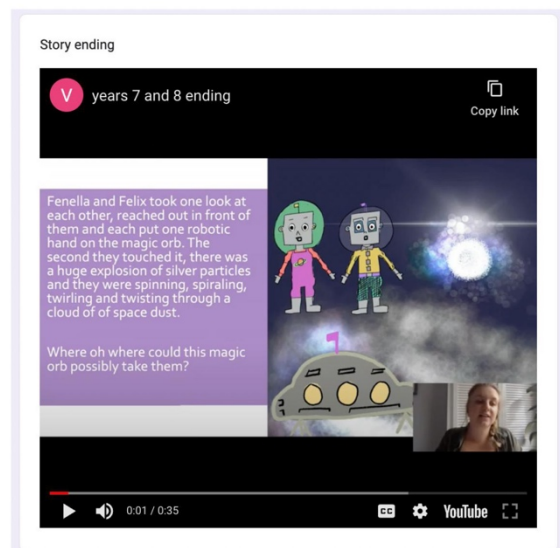 Story ending
V
years 7 and 8 ending
Copy link
Fenella and Felix took one look at
each other, reached out in front of
them and each put one robotic
hand on the magic orb. The
second they touched it, there was
a huge explosion of silver particles
and they were spinning, spiraling,
twirling and twisting through a
cloud of of space dust.
Where oh where could this magic
orb possibly take them?
0:01 / 0:35
CC
YouTube